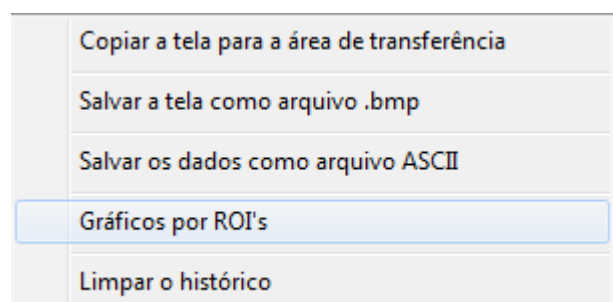 Copiar a tela para a área de transferência
Salvar a tela como arquivo .bmp
Salvar os dados como arquivo ASCII
Gráficos por ROI's
Limpar o histórico